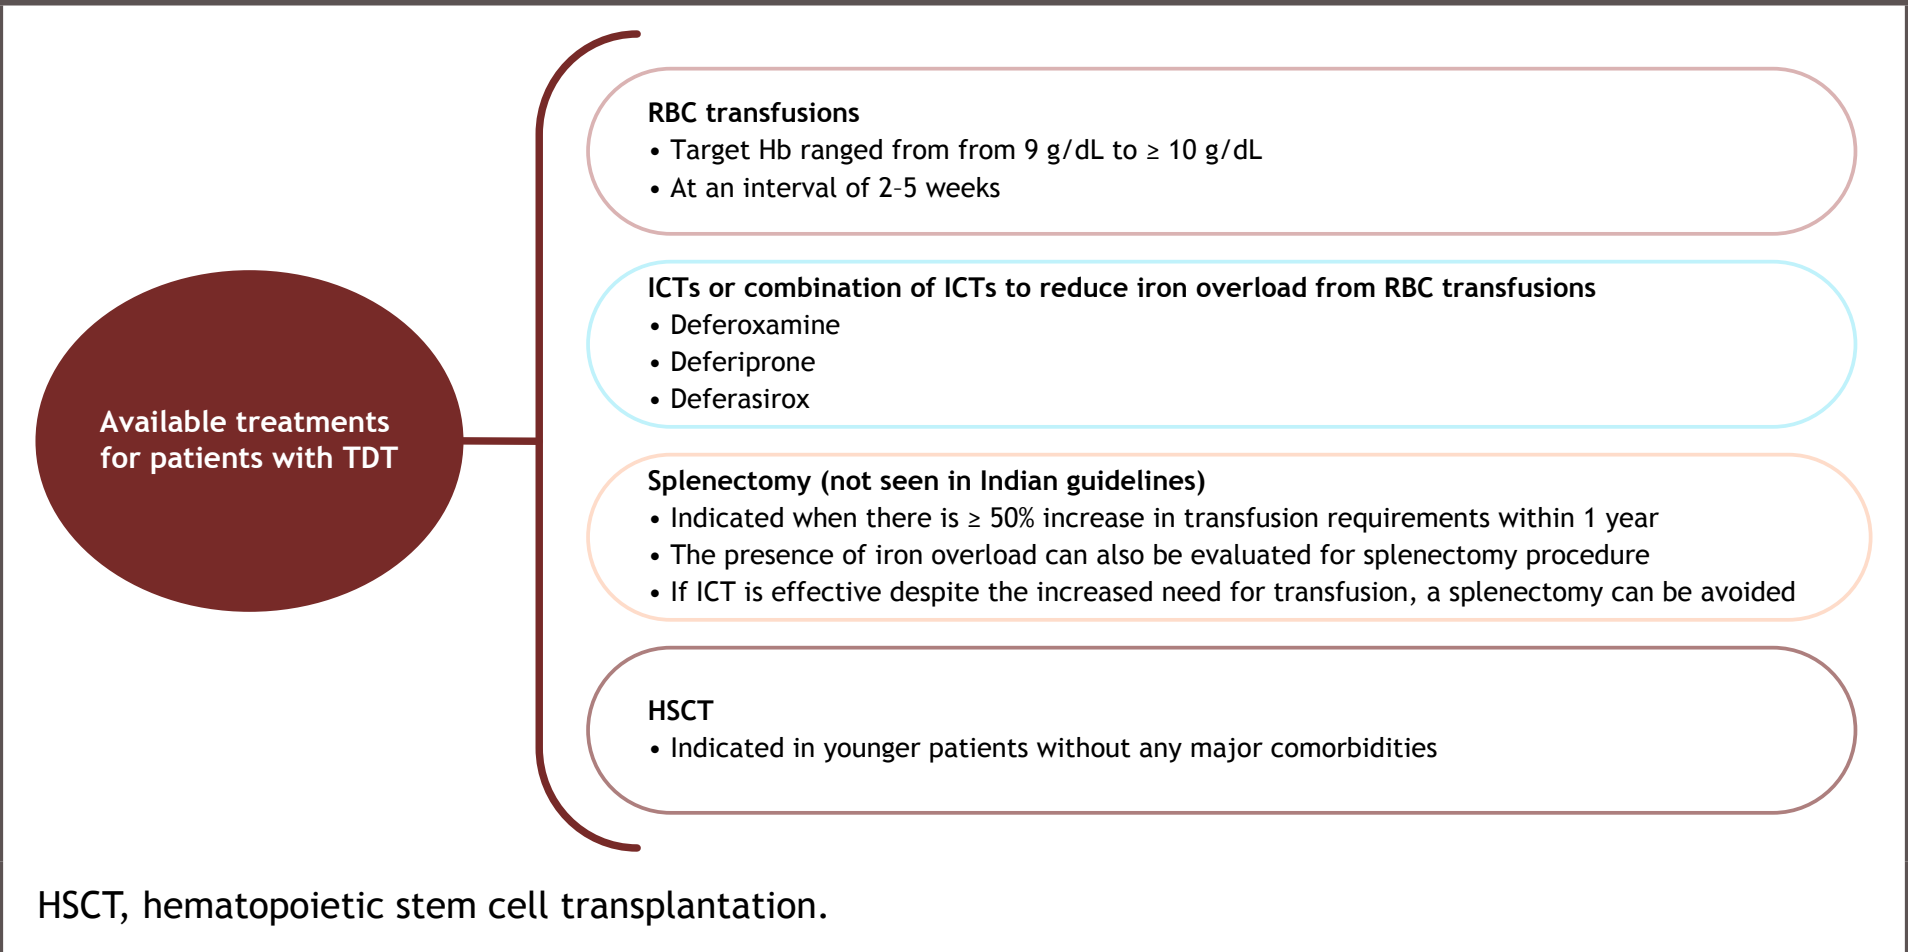 Available treatments
for patients with TDT
RBC transfusions
• Target Hb ranged from from 9 g/dL to ≥ 10 g/dL
• At an interval of 2–5 weeks
ICTs or combination of ICTs to reduce iron overload from RBC transfusions
• Deferoxamine
• Deferiprone
• Deferasirox
Splenectomy (not seen in Indian guidelines)
• Indicated when there is ≥ 50% increase in transfusion requirements within 1 year
• The presence of iron overload can also be evaluated for splenectomy procedure
• If ICT is effective despite the increased need for transfusion, a splenectomy can be avoided
HSCT
• Indicated in younger patients without any major comorbidities
HSCT, hematopoietic stem cell transplantation.